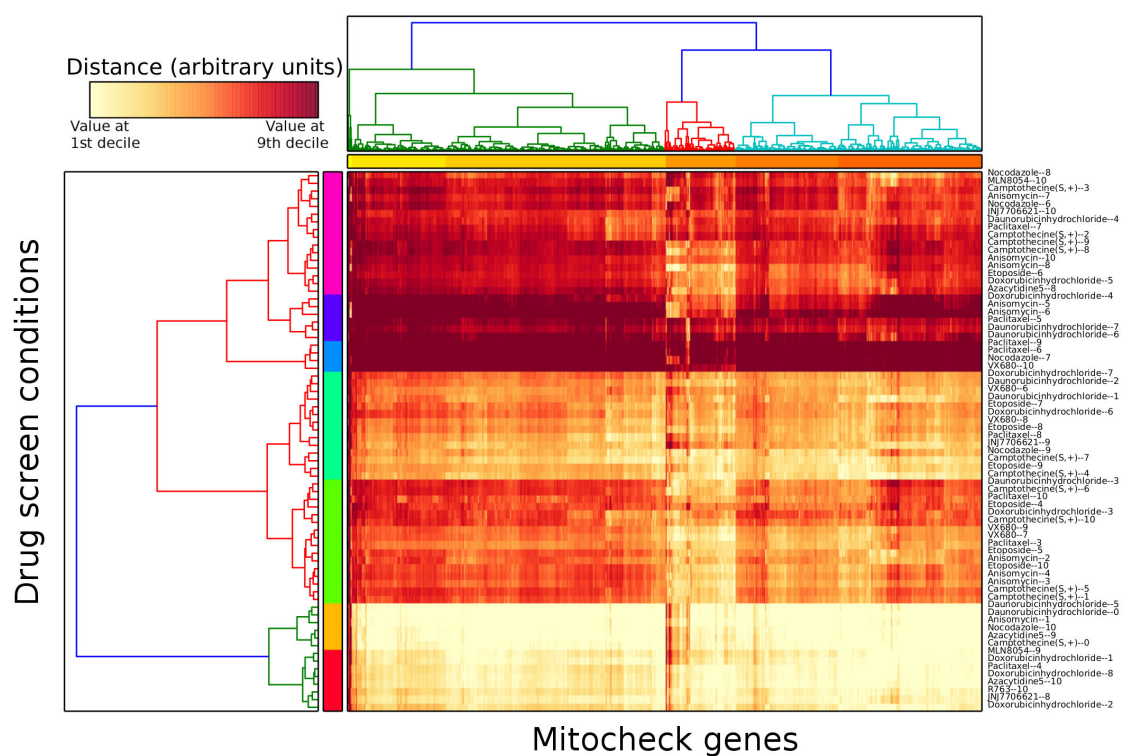 Distance (arbitrary units)
Value at
1st decile
Value at
9th decile
Drug screen conditions
Nocodazole--8
MLN8054--10
Camptothecine(S,+)--3
Anisomycin--7
Nocodazole--6
JNJ7706621--10
Daunorubicinhydrochloride--4
Paclitaxel--7
Camptothecine(S,+)--2
Camptothecine(S,+)--9
Camptothecine(S,+)--8
Anisomycin--10
Anisomycin--8
Etoposide--6
Doxorubicinhydrochloride--5
Azacytidine5--8
Doxorubicinhydrochloride--4
Anisomycin--5
Anisomycin--6
Paclitaxel--5
Daunorubicinhydrochloride--7
Daunorubicinhydrochloride--6
Paclitaxel--9
Paclitaxel--6
Nocodazole--7
VX680--10
Doxorubicinhydrochloride--7
Daunorubicinhydrochloride--2
VX680--6
Daunorubicinhydrochloride--1
Etoposide--7
Doxorubicinhydrochloride--6
VX680--8
Etoposide--8
Paclitaxel--8
JNJ7706621--9
Nocodazole--9
Camptothecine(S,+)--7
Etoposide--9
Camptothecine(S,+)--4
Daunorubicinhydrochloride--3
Camptothecine(S,+)--6
Paclitaxel--10
Etoposide--4
Doxorubicinhydrochloride--3
Camptothecine(S,+)--10
VX680--9
VX680--7
Paclitaxel--3
Etoposide--5
Anisomycin--2
Etoposide--10
Anisomycin--4
Anisomycin--3
Camptothecine(S,+)--5
Camptothecine(S,+)--1
Daunorubicinhydrochloride--5
Daunorubicinhydrochloride--0
Anisomycin--1
Nocodazole--10
Azacytidine5--9
Camptothecine(S,+)--0
MLN8054--9
Doxorubicinhydrochloride--1
Paclitaxel--4
Doxorubicinhydrochloride--8
Azacytidine5--10
R763--10
JNJ7706621--8
Doxorubicinhydrochloride--2
Mitocheck genes